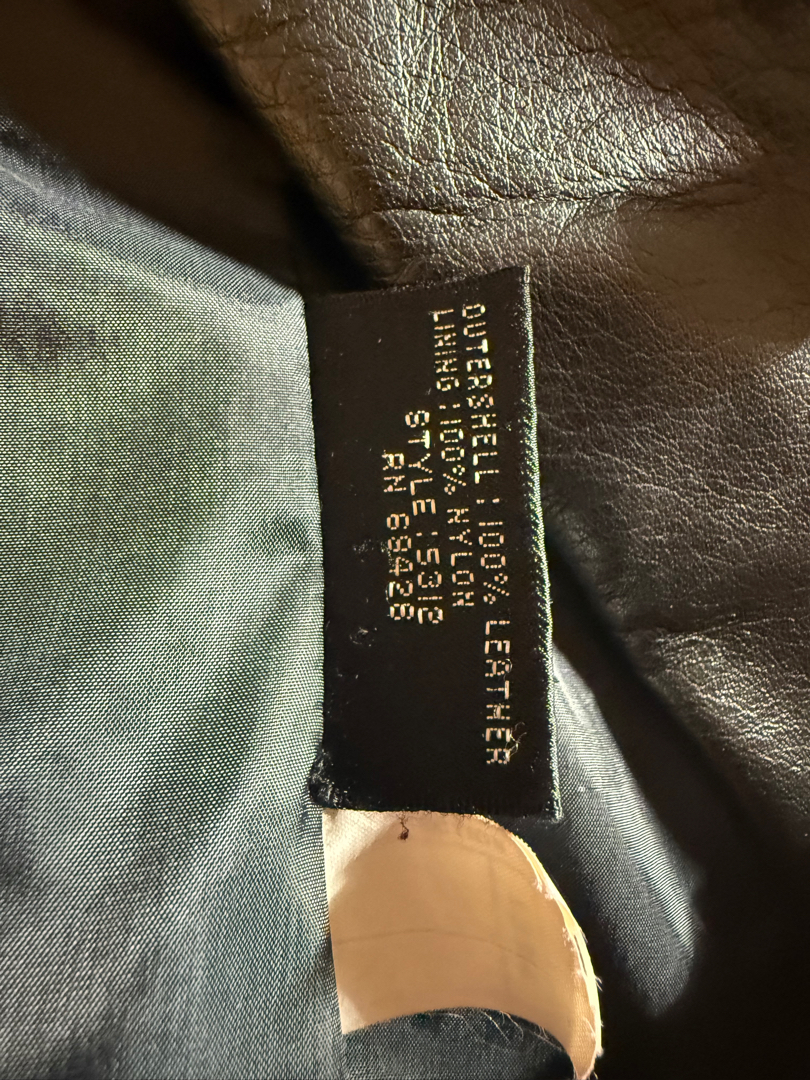 OUTERSHELL : 100% LEATHER
LINING : 100% NYLON
STYLE : 5312
RN 69428